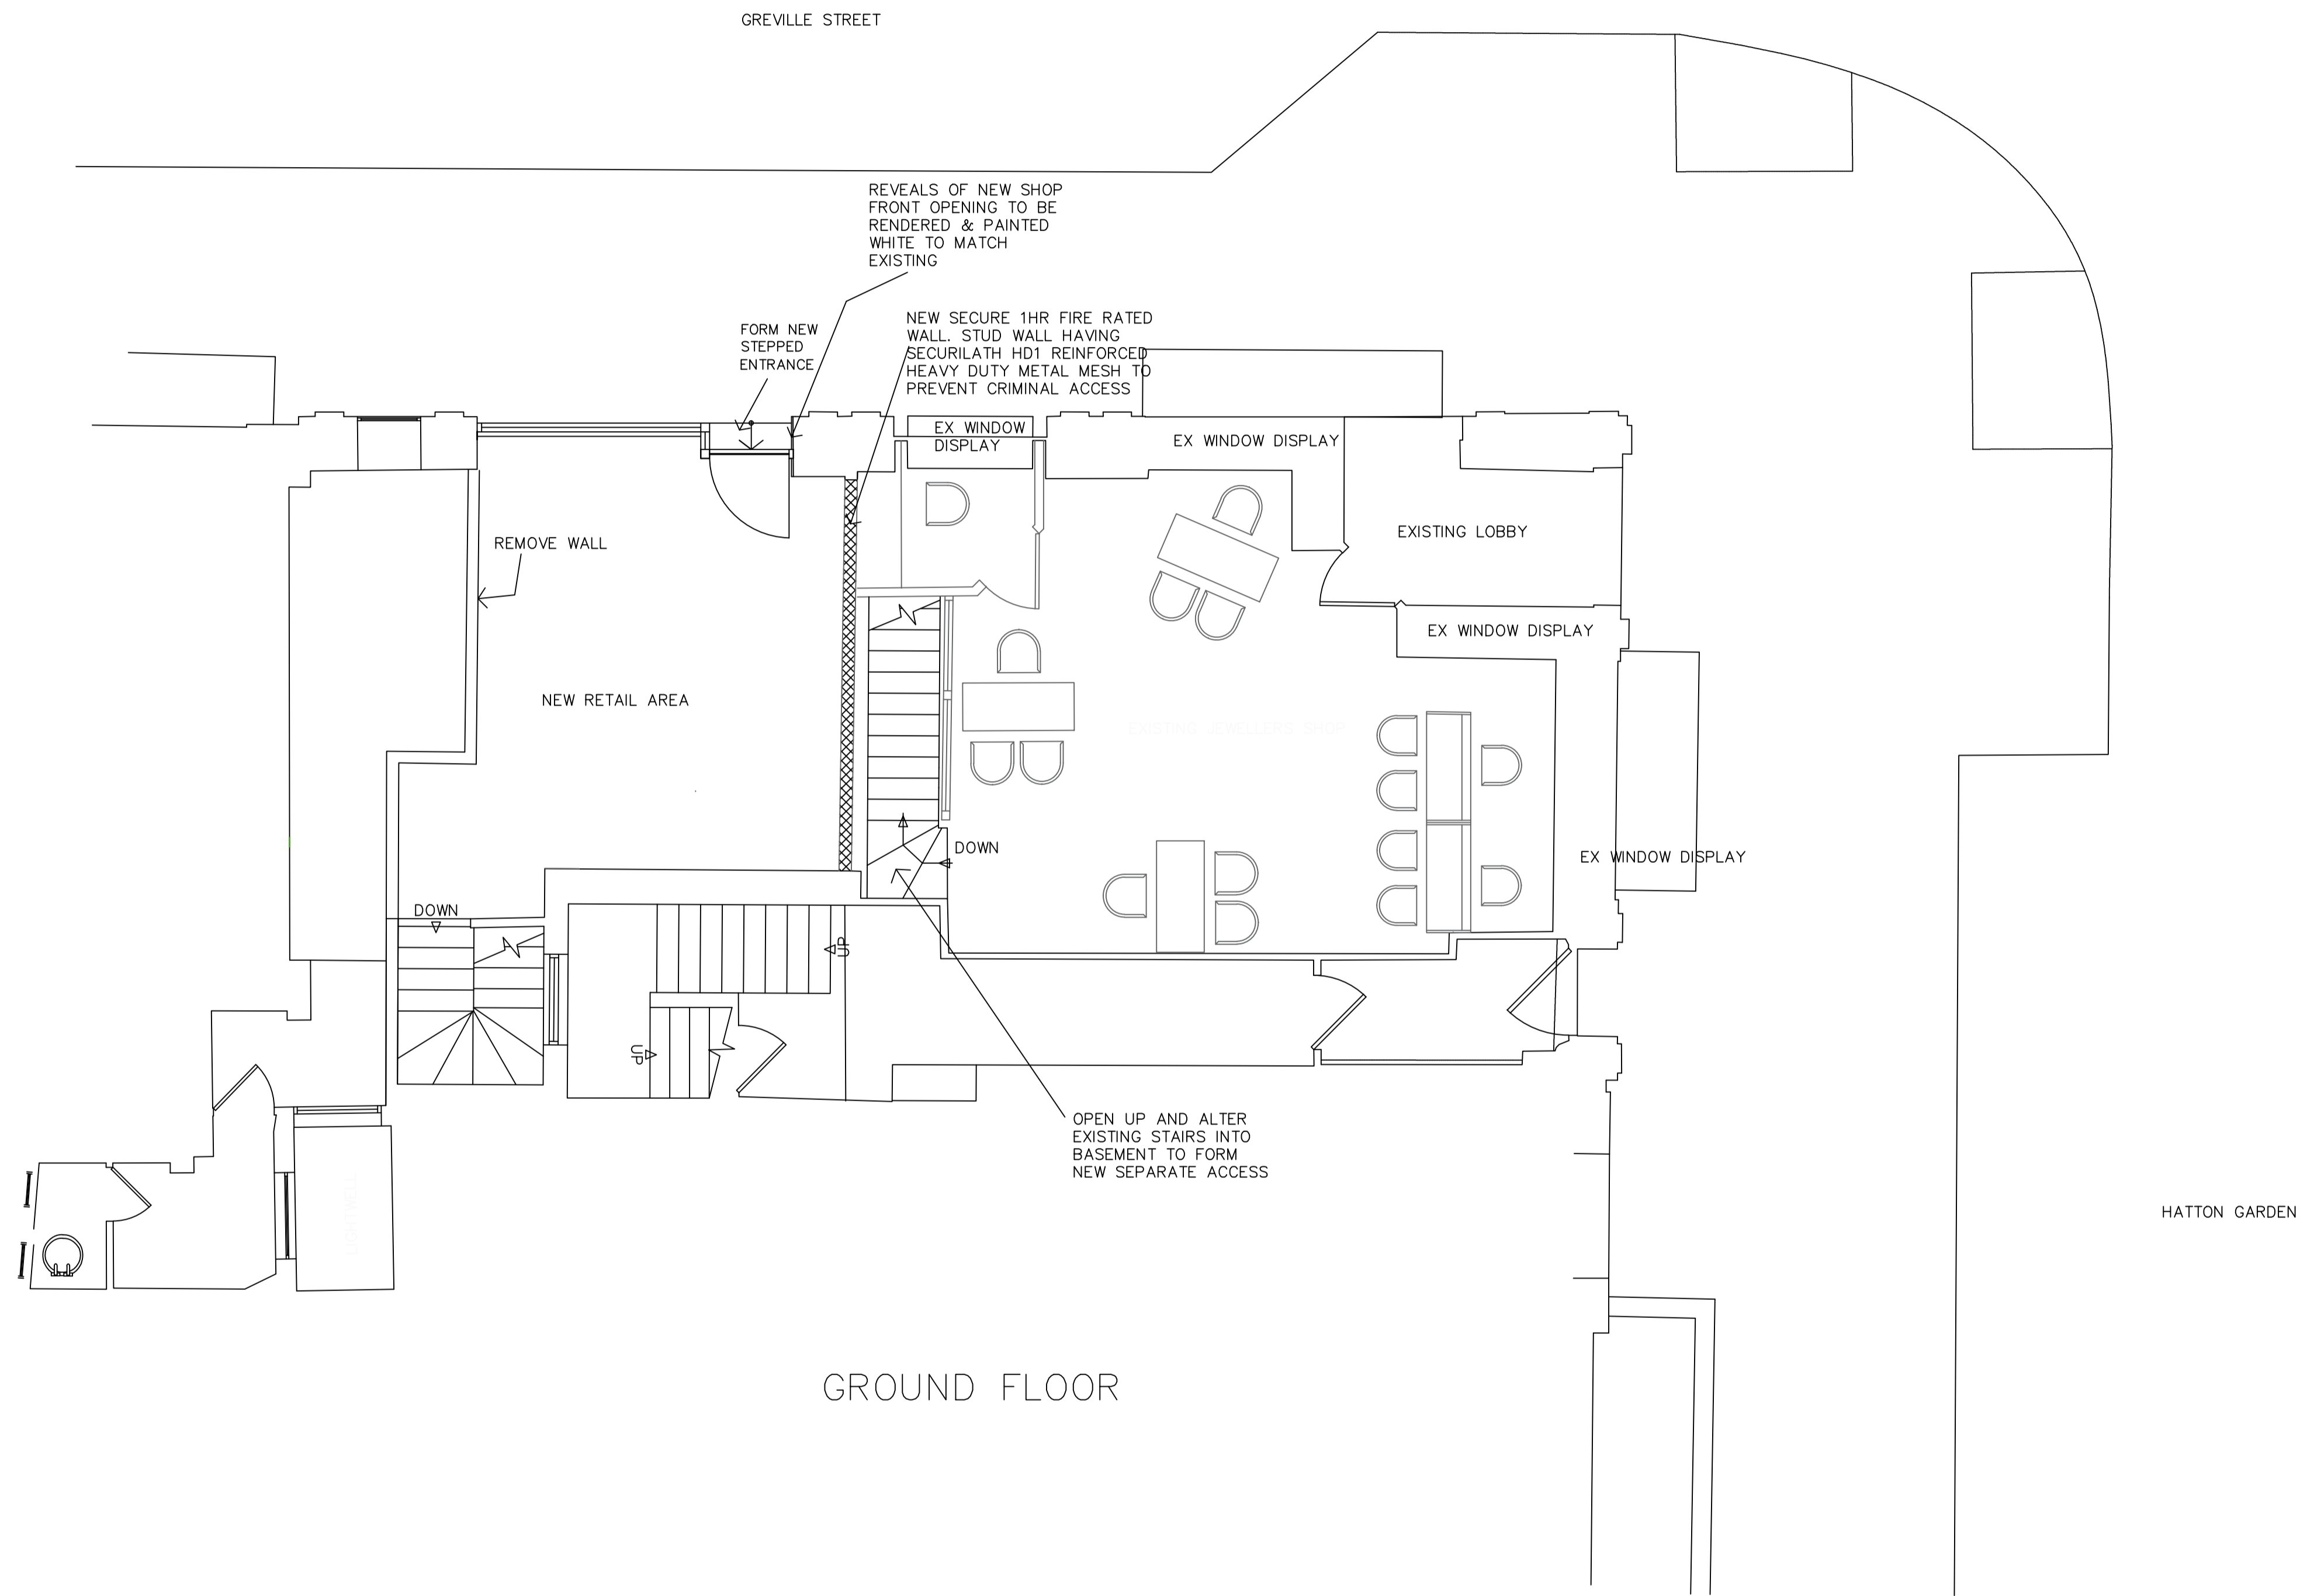 GREVILLE STREET
REVEALS OF NEW SHOP
FRONT OPENING TO BE
RENDERED & PAINTED
WHITE TO MATCH
EXISTING
FORM NEW
STEPPED
ENTRANCE
NEW SECURE 1HR FIRE RATED
WALL. STUD WALL HAVING
SECURILATH HD1 REINFORCED
HEAVY DUTY METAL MESH TO
PREVENT CRIMINAL ACCESS
EX WINDOW
DISPLAY
EX WINDOW DISPLAY
EXISTING LOBBY
REMOVE WALL
EX WINDOW DISPLAY
NEW RETAIL AREA
EXISTING JEWELLERS SHOP
DOWN
EX WINDOW DISPLAY
DOWN
UP
UP
OPEN UP AND ALTER
EXISTING STAIRS INTO
BASEMENT TO FORM
NEW SEPARATE ACCESS
LIGHTWELL
HATTON GARDEN
GROUND FLOOR